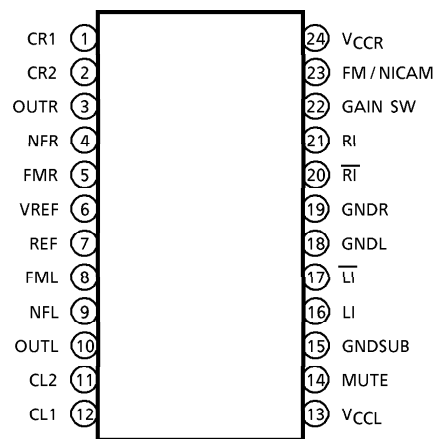 CR1 1 24 VCCR
CR2 2 23 FM / NICAM
OUTR 3 22 GAIN SW
NFR 4 21 RI
FMR 5 20 R̅I̅
VREF 6 19 GNDR
REF 7 18 GNDL
FML 8 17 L̅I̅
NFL 9 16 LI
OUTL 10 15 GNDSUB
CL2 11 14 MUTE
CL1 12 13 VCCL